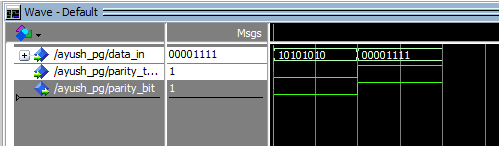 Wave - Default
Msgs
/ayush_pg/data_in 00001111 10101010 00001111
/ayush_pg/parity_t... 1
/ayush_pg/parity_bit 1